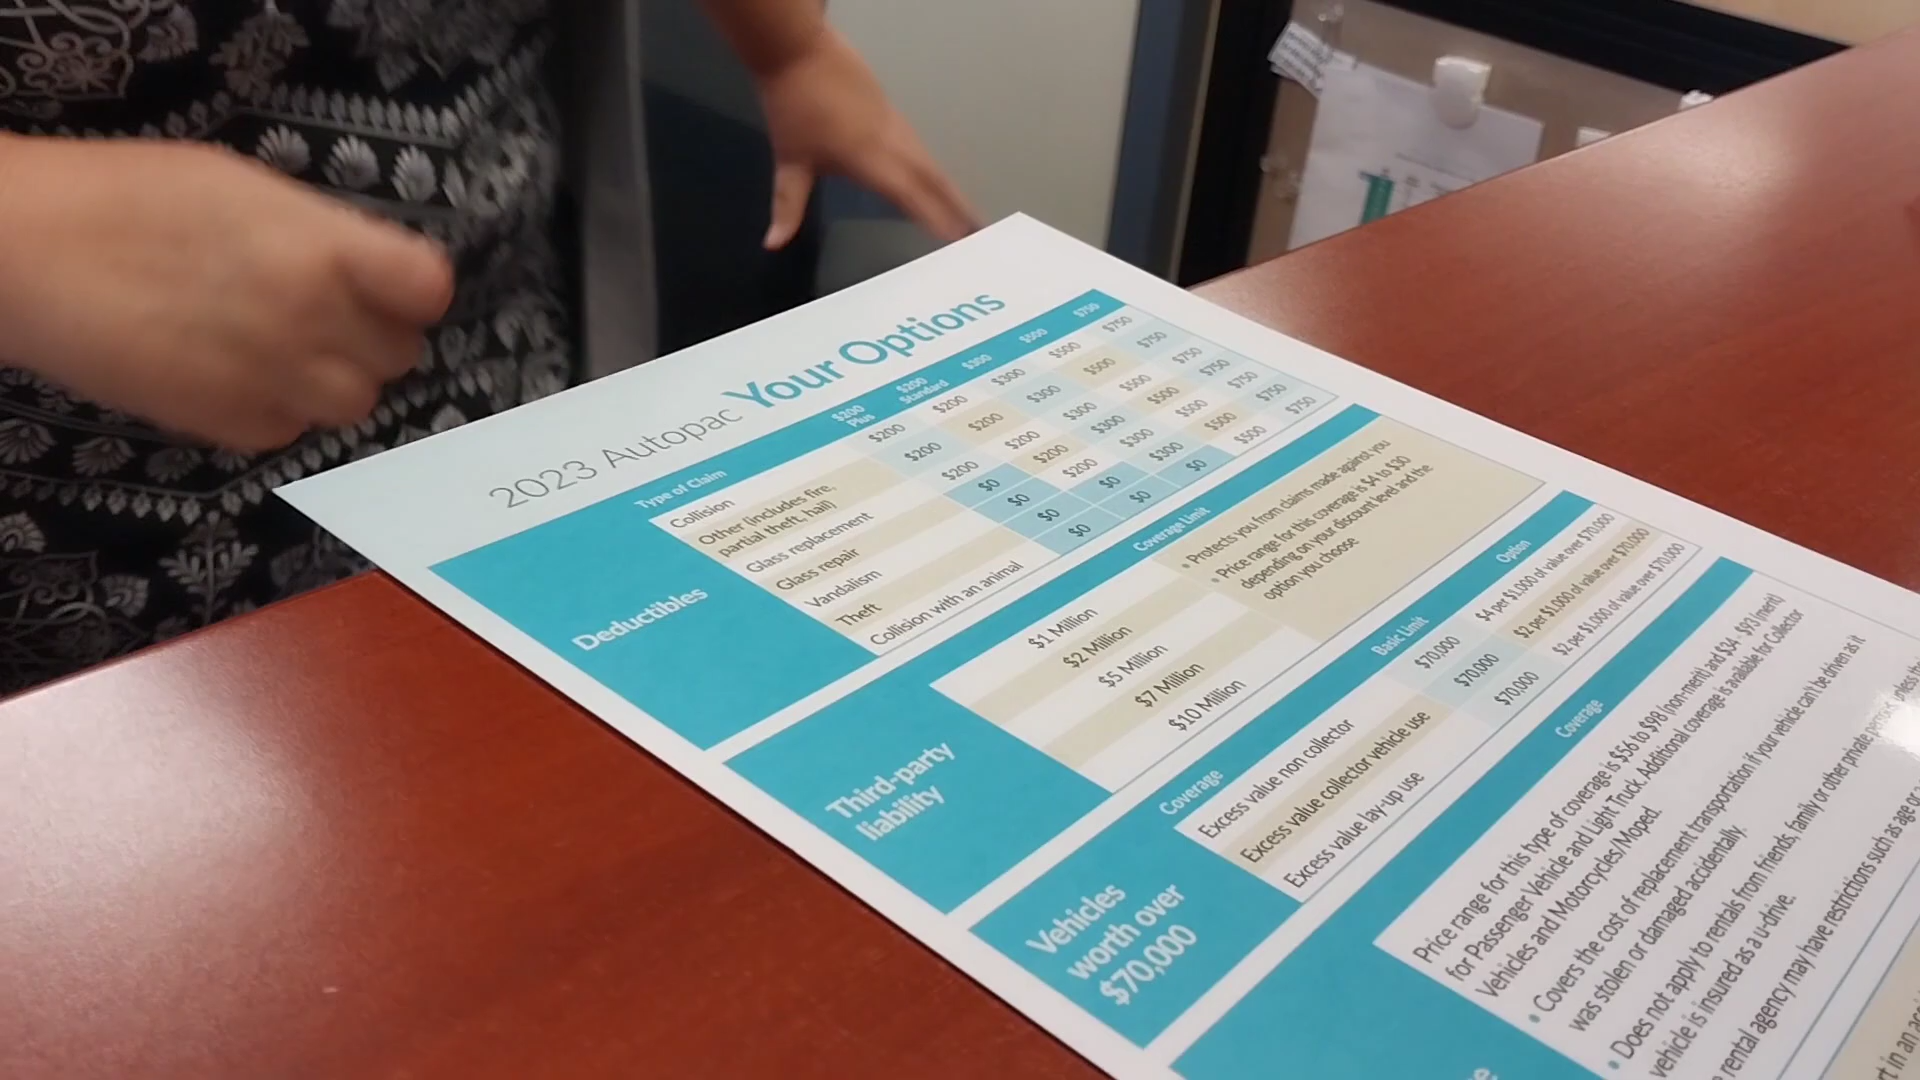 2023 Autopac Your Options
Deductibles
Type of Claim $200 Plus $200 Standard $300 $500 $750
Collision $200 $200 $300 $500 $750
Other (includes fire,
partial theft, hail) $200 $200 $300 $500 $750
Glass replacement $200 $200 $300 $500 $750
Glass repair $0 $200 $300 $500 $750
Vandalism $0 $200 $300 $500 $750
Theft $0 $0 $300 $500 $750
Collision with an animal $0 $0 $0 $500 $750
Third-party
liability
Coverage Limit
$1 Million
$2 Million
$5 Million
$7 Million
$10 Million
• Protects you from claims made against you
• Price range for this coverage is $4 to $30
depending on your discount level and the
option you choose
Vehicles
worth over
$70,000
Coverage Basic Limit Option
Excess value non collector $70,000 $4 per $1,000 of value over $70,000
Excess value collector vehicle use $70,000 $2 per $1,000 of value over $70,000
Excess value lay-up use $70,000 $2 per $1,000 of value over $70,000
Coverage
Price range for this type of coverage is $56 to $98 (non-merit) and $34 - $93 (merit)
for Passenger Vehicle and Light Truck. Additional coverage is available for Collector
Vehicles and Motorcycles/Moped.
• Covers the cost of replacement transportation if your vehicle can't be driven as it
was stolen or damaged accidentally.
• Does not apply to rentals from friends, family or other private
vehicle is insured as a u-drive.
rental agency may have restrictions such as age or